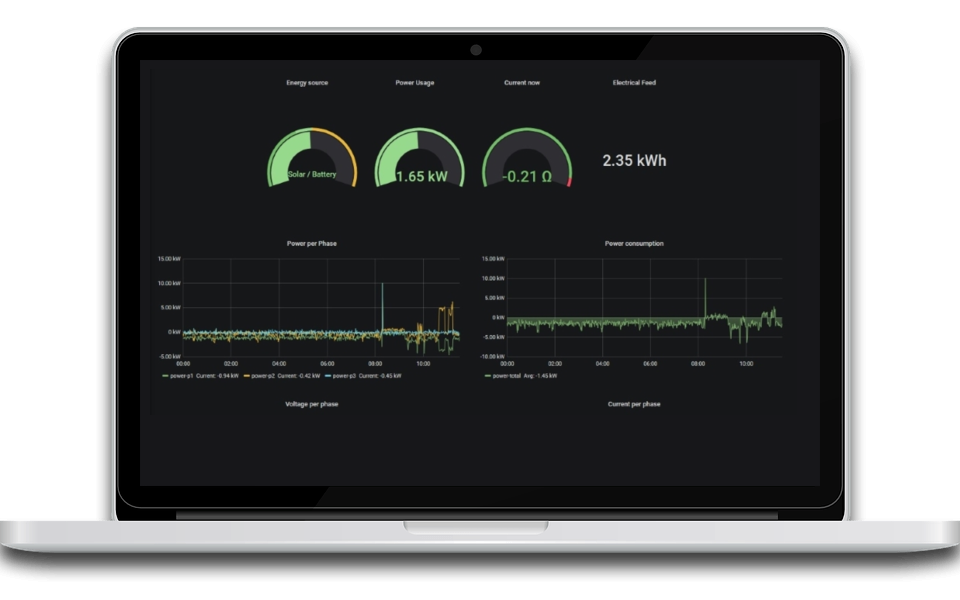 Energy source
Power Usage
Current now
Electrical Feed
Solar / Battery
1.65 kW
-0.21 Ω
2.35 kWh
Power per Phase
15.00 kW
10.00 kW
5.00 kW
0 kW
-5.00 kW
00:00 02:00 04:00 06:00 08:00 10:00
power-p1 Current: -0.94 kW power-p2 Current: -0.42 kW power-p3 Current: -0.45 kW
Power consumption
15.00 kW
10.00 kW
5.00 kW
0 kW
-5.00 kW
-10.00 kW
00:00 02:00 04:00 06:00 08:00 10:00
power-total Avg: -1.45 kW
Voltage per phase
Current per phase